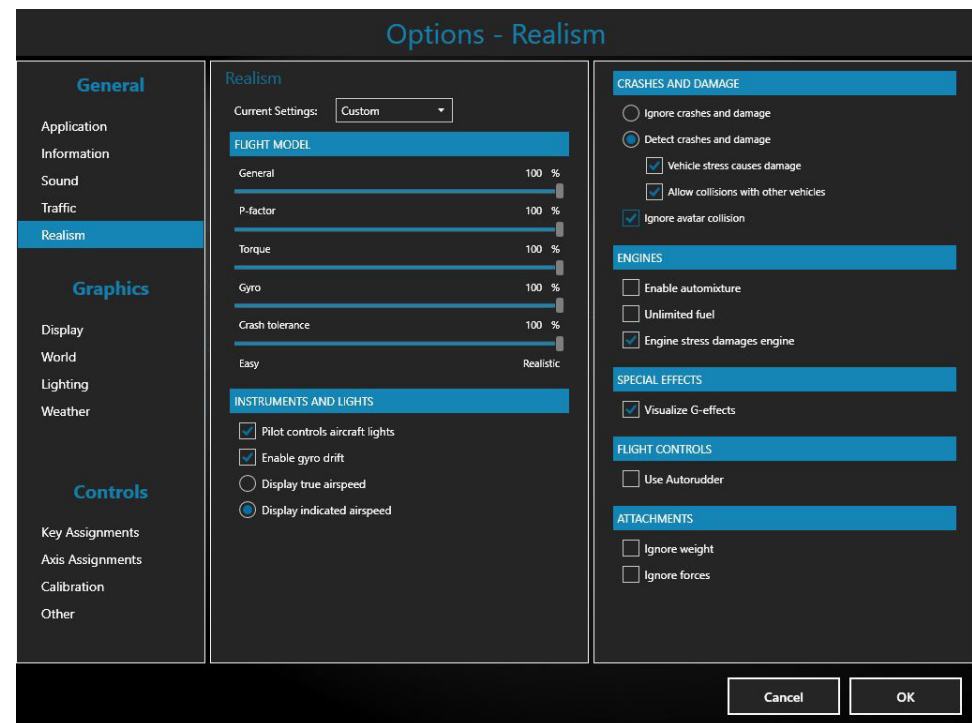 Options - Realism
General
Application
Information
Sound
Traffic
Realism
Graphics
Display
World
Lighting
Weather
Controls
Key Assignments
Axis Assignments
Calibration
Other
Realism
Current Settings: Custom
FLIGHT MODEL
General 100 %
P-factor 100 %
Torque 100 %
Gyro 100 %
Crash tolerance 100 %
Easy Realistic
INSTRUMENTS AND LIGHTS
Pilot controls aircraft lights
Enable gyro drift
Display true airspeed
Display indicated airspeed
CRASHES AND DAMAGE
Ignore crashes and damage
Detect crashes and damage
Vehicle stress causes damage
Allow collisions with other vehicles
Ignore avatar collision
ENGINES
Enable automixture
Unlimited fuel
Engine stress damages engine
SPECIAL EFFECTS
Visualize G-effects
FLIGHT CONTROLS
Use Autorudder
ATTACHMENTS
Ignore weight
Ignore forces
Cancel OK